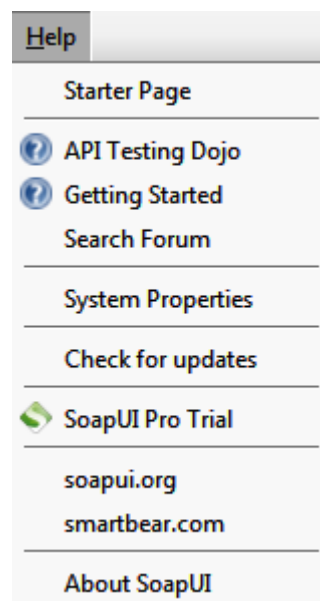 Help
Starter Page
API Testing Dojo
Getting Started
Search Forum
System Properties
Check for updates
SoapUI Pro Trial
soapui.org
smartbear.com
About SoapUI